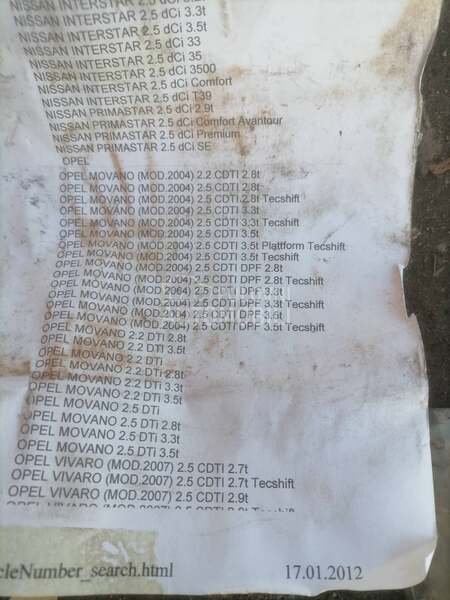 NISSAN INTERSTAR 2.5 dCi 3.3t
NISSAN INTERSTAR 2.5 dCi 3.5t
NISSAN INTERSTAR 2.5 dCi 33
NISSAN INTERSTAR 2.5 dCi 35
NISSAN INTERSTAR 2.5 dCi 3500
NISSAN INTERSTAR 2.5 dCi Comfort
NISSAN INTERSTAR 2.5 dCi T39
NISSAN PRIMASTAR 2.5 dCi 2.9t
NISSAN PRIMASTAR 2.5 dCi Comfort Avantour
NISSAN PRIMASTAR 2.5 dCi Premium
NISSAN PRIMASTAR 2.5 dCi SE
OPEL
OPEL MOVANO (MOD.2004) 2.2 CDTI 2.8t
OPEL MOVANO (MOD.2004) 2.5 CDTI 2.8t
OPEL MOVANO (MOD.2004) 2.5 CDTI 2.8t Tecshift
OPEL MOVANO (MOD.2004) 2.5 CDTI 3.3t
OPEL MOVANO (MOD.2004) 2.5 CDTI 3.3t Tecshift
OPEL MOVANO (MOD.2004) 2.5 CDTI 3.5t
OPEL MOVANO (MOD.2004) 2.5 CDTI 3.5t Plattform Tecshift
OPEL MOVANO (MOD.2004) 2.5 CDTI 3.5t Tecshift
OPEL MOVANO (MOD.2004) 2.5 CDTI DPF 2.8t
OPEL MOVANO (MOD.2004) 2.5 CDTI DPF 2.8t Tecshift
OPEL MOVANO (MOD.2004) 2.5 CDTI DPF 3.3t
OPEL MOVANO (MOD.2004) 2.5 CDTI DPF 3.3t Tecshift
OPEL MOVANO (MOD.2004) 2.5 CDTI DPF 3.5t
OPEL MOVANO (MOD.2004) 2.5 CDTI DPF 3.5t Tecshift
OPEL MOVANO 2.2 DTI 2.8t
OPEL MOVANO 2.2 DTI 3.5t
OPEL MOVANO 2.2 DTi
OPEL MOVANO 2.2 DTi 2.8t
OPEL MOVANO 2.2 DTi 3.3t
OPEL MOVANO 2.2 DTi 3.5t
OPEL MOVANO 2.5 DTi
OPEL MOVANO 2.5 DTi 2.8t
OPEL MOVANO 2.5 DTi 3.3t
OPEL MOVANO 2.5 DTi 3.5t
OPEL VIVARO (MOD.2007) 2.5 CDTI 2.7t
OPEL VIVARO (MOD.2007) 2.5 CDTI 2.7t Tecshift
OPEL VIVARO (MOD.2007) 2.5 CDTI 2.9t
cleNumber_search.html 17.01.2012